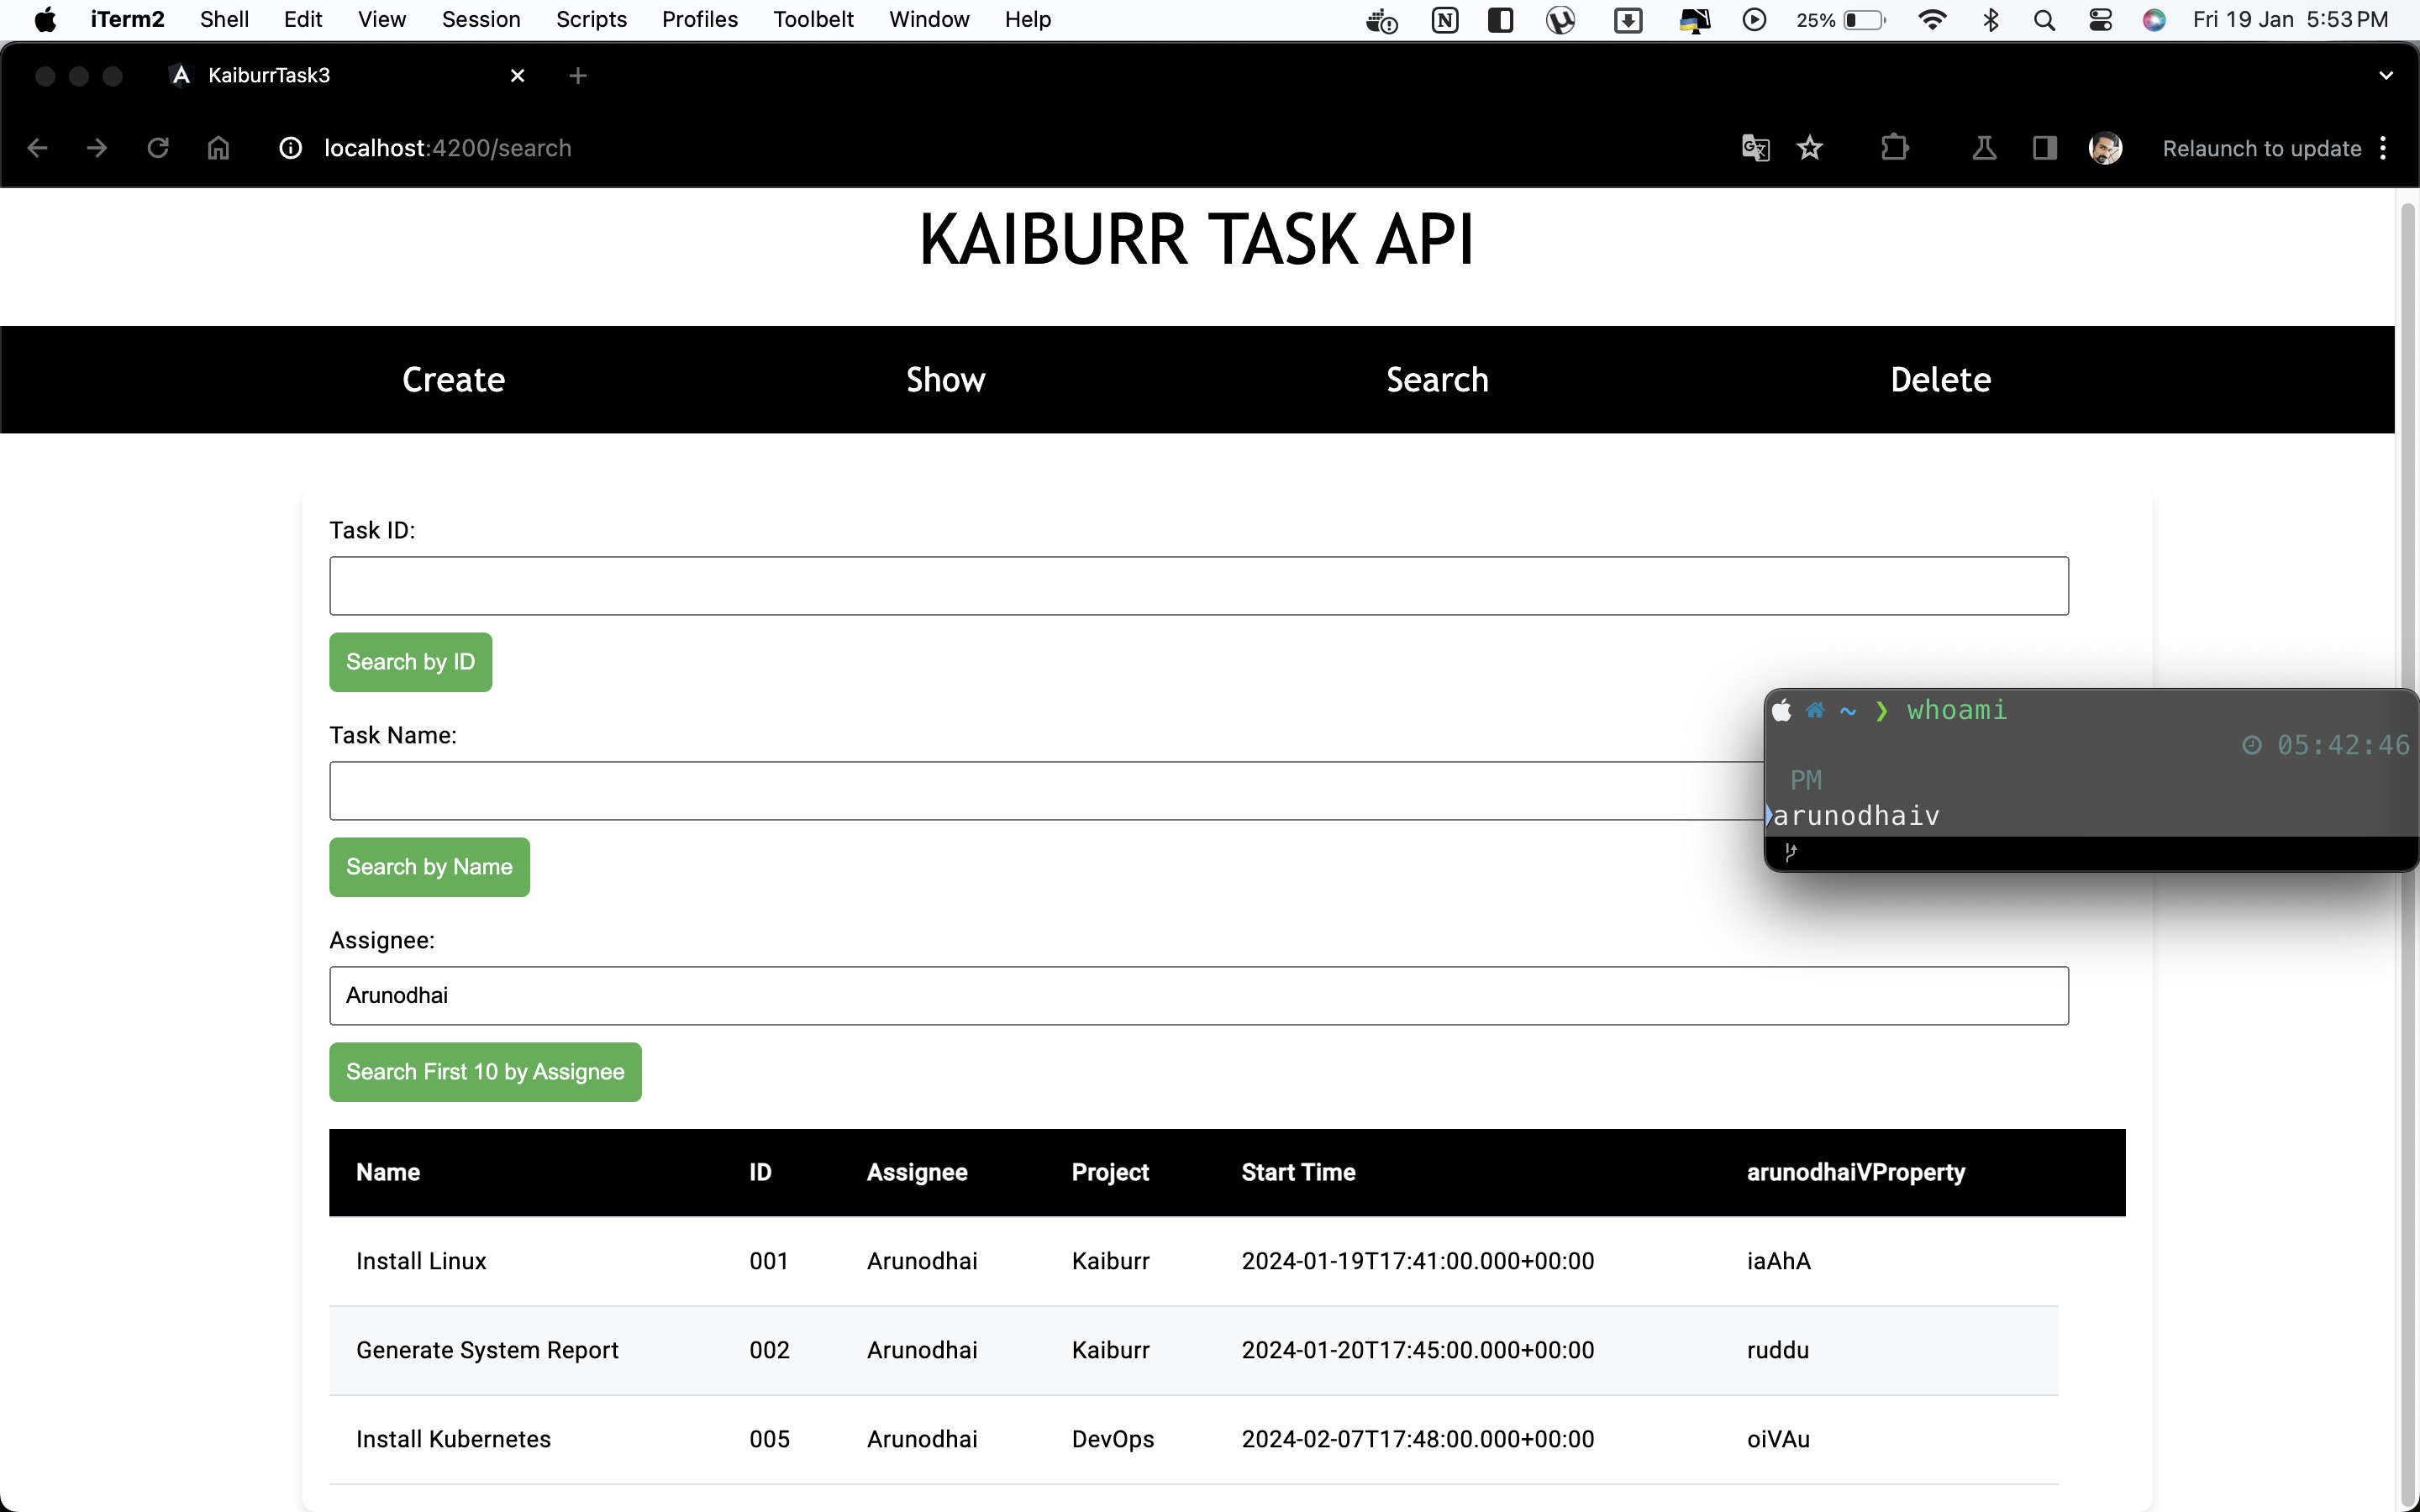 iTerm2 Shell Edit View Session Scripts Profiles Toolbelt Window Help 25% Fri 19 Jan 5:53 PM
KaiburrTask3
localhost:4200/search Relaunch to update
KAIBURR TASK API
Create Show Search Delete
Task ID:
Search by ID
Task Name:
Search by Name
Assignee:
Arunodhai
Search First 10 by Assignee
~ ❯ whoami
05:42:46
PM
arunodhaiv
Name ID Assignee Project Start Time arunodhaiVProperty
Install Linux 001 Arunodhai Kaiburr 2024-01-19T17:41:00.000+00:00 iaAhA
Generate System Report 002 Arunodhai Kaiburr 2024-01-20T17:45:00.000+00:00 ruddu
Install Kubernetes 005 Arunodhai DevOps 2024-02-07T17:48:00.000+00:00 oiVAu